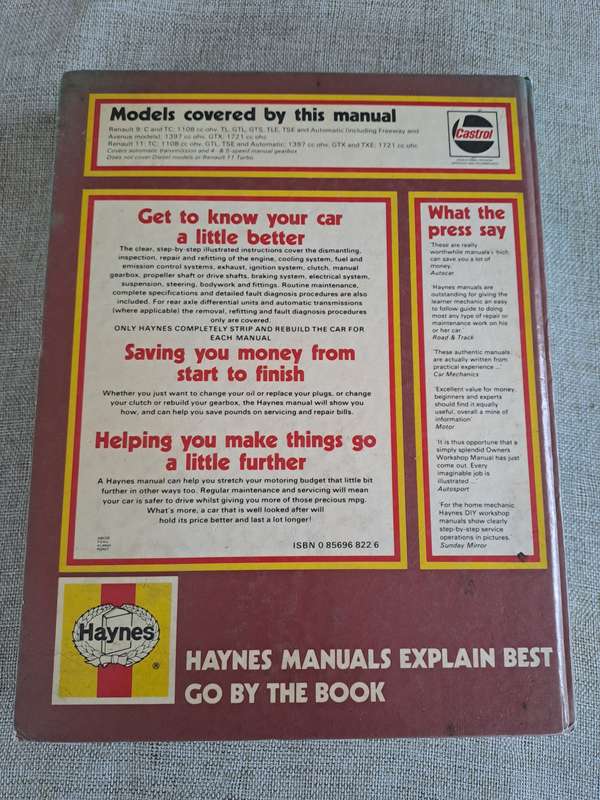 Models covered by this manual
Renault 9: C and TC; 1108 cc ohv. TL, GTL, GTS, TLE, TSE and Automatic (including Freeway and
Avenue models); 1397 cc ohv. GTX; 1721 cc ohc
Renault 11: TC; 1108 cc ohv. GTL, TSE and Automatic; 1397 cc ohv. GTX and TXE; 1721 cc ohc
Covers automatic transmission and 4- & 5-speed manual gearbox
Does not cover Diesel models or Renault 11 Turbo
Castrol
Get to know your car
a little better
The clear, step-by-step illustrated instructions cover the dismantling,
inspection, repair and refitting of the engine, cooling system, fuel and
emission control systems, exhaust, ignition system, clutch, manual
gearbox, propeller shaft or drive shafts, braking system, electrical system,
suspension, steering, bodywork and fittings. Routine maintenance,
complete specifications and detailed fault diagnosis procedures are also
included. For rear axle differential units and automatic transmissions
(where applicable) the removal, refitting and fault diagnosis procedures
only are covered.
ONLY HAYNES COMPLETELY STRIP AND REBUILD THE CAR FOR
EACH MANUAL
Saving you money from
start to finish
Whether you just want to change your oil or replace your plugs, or change
your clutch or rebuild your gearbox, the Haynes manual will show you
how, and can help you save pounds on servicing and repair bills.
Helping you make things go
a little further
A Haynes manual can help you stretch your motoring budget that little bit
further in other ways too. Regular maintenance and servicing will mean
your car is safer to drive whilst giving you more of those precious mpg.
What's more, a car that is well looked after will
hold its price better and last a lot longer!
ISBN 0 85696 822 6
What the
press say
'These are really
worthwhile manuals which
can save you a lot of
money.'
Autocar
'Haynes manuals are
outstanding for giving the
learner mechanic an easy
to follow guide to doing
most any type of repair or
maintenance work on his
or her car.'
Road & Track
'These authentic manuals
are actually written from
practical experience ...'
Car Mechanics
'Excellent value for money,
beginners and experts
should find it equally
useful, overall a mine of
information'
Motor
'It is thus opportune that a
simply splendid Owners
Workshop Manual has just
come out. Every
imaginable job is
illustrated ...'
Autosport
'For the home mechanic
Haynes DIY workshop
manuals show clearly
step-by-step service
operations in pictures.'
Sunday Mirror
Haynes
®
HAYNES MANUALS EXPLAIN BEST
GO BY THE BOOK